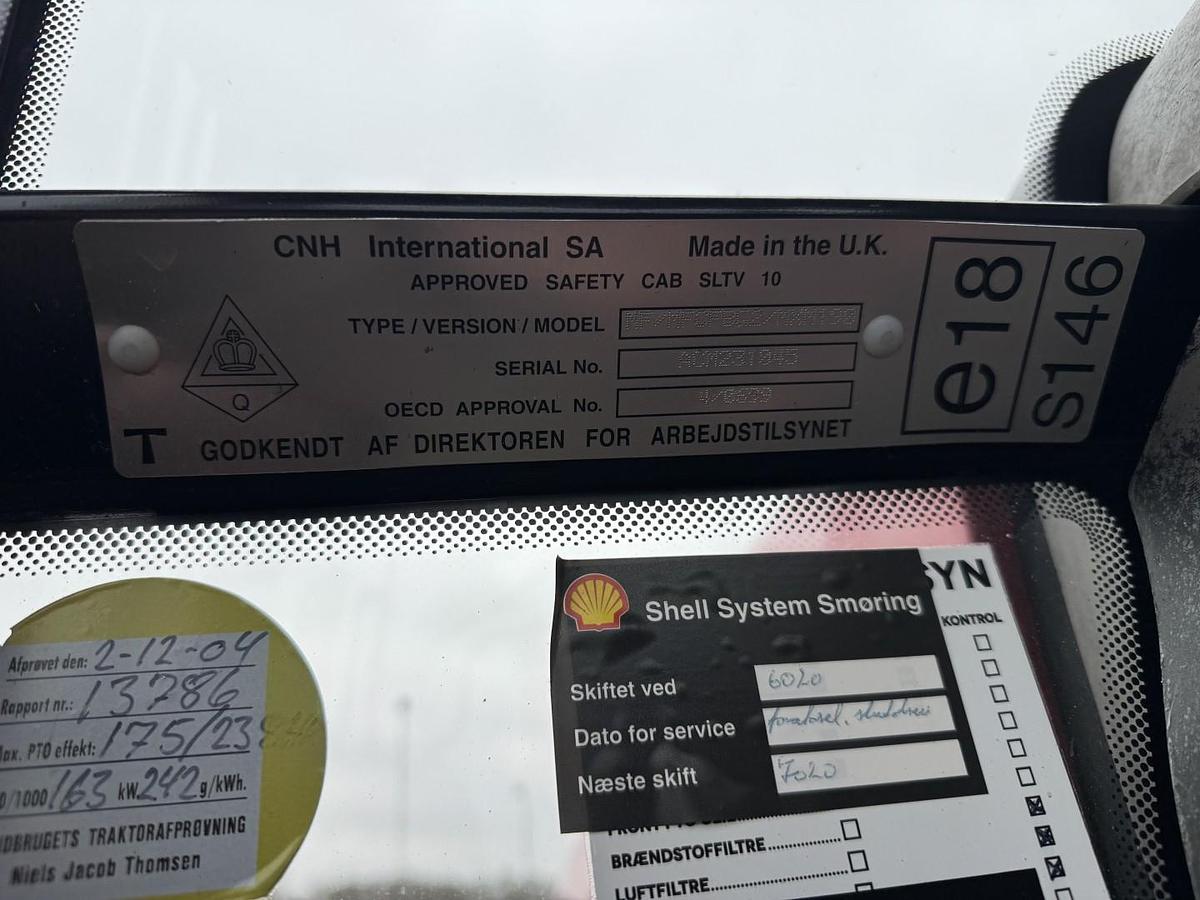 CNH International SA Made in the U.K.
APPROVED SAFETY CAB SLTV 10
TYPE / VERSION / MODEL
SERIAL No. ACM231945
OECD APPROVAL No.
Q
T GODKENDT AF DIREKTOREN FOR ARBEJDSTILSYNET
e18
S146
Afprøvet den: 2-12-04
Rapport nr.: 13786
PTO effekt: 175/23
/1000 163 kW 242 g/kWh.
TRAKTORAFPRØVNING
Niels Jacob Thomsen
Shell System Smøring
Skiftet ved 6020
Dato for service
Næste skift 7020
SYN
KONTROL
BRÆNDSTOFFILTRE
LUFTFILTRE